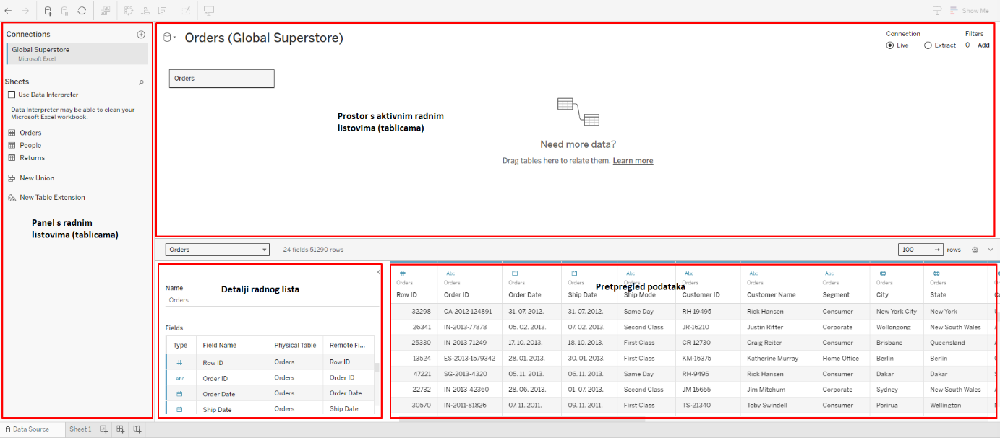 Show Me
Connections
Global Superstore
Microsoft Excel
Sheets
Use Data Interpreter
Data Interpreter may be able to clean your
Microsoft Excel workbook.
Orders
People
Returns
New Union
New Table Extension
Panel s radnim
listovima (tablicama)
Orders (Global Superstore)
Connection
Filters
Live
Extract
0
Add
Orders
Prostor s aktivnim radnim
listovima (tablicama)
Need more data?
Drag tables here to relate them. Learn more
Orders
24 fields 51290 rows
100
rows
Detalji radnog lista
Name
Orders
Fields
Type Field Name Physical Table Remote Fi...
# Row ID Orders Row ID
Abc Order ID Orders Order ID
Order Date Orders Order Date
Ship Date Orders Ship Date
Pretpregled podataka
# Abc Abc Abc Abc Abc
Orders Orders Orders Orders Orders Orders Orders Orders Orders Orders
Row ID Order ID Order Date Ship Date Ship Mode Customer ID Customer Name Segment City State
32298 CA-2012-124891 31. 07. 2012. 31. 07. 2012. Same Day RH-19495 Rick Hansen Consumer New York City New York
26341 IN-2013-77878 05. 02. 2013. 07. 02. 2013. Second Class JR-16210 Justin Ritter Corporate Wollongong New South Wales
25330 IN-2013-71249 17. 10. 2013. 18. 10. 2013. First Class CR-12730 Craig Reiter Consumer Brisbane Queensland
13524 ES-2013-1579342 28. 01. 2013. 30. 01. 2013. First Class KM-16375 Katherine Murray Home Office Berlin Berlin
47221 SG-2013-4320 05. 11. 2013. 06. 11. 2013. Same Day RH-9495 Rick Hansen Consumer Dakar Dakar
22732 IN-2013-42360 28. 06. 2013. 01. 07. 2013. Second Class JM-15655 Jim Mitchum Corporate Sydney New South Wales
30570 IN-2011-81826 07. 11. 2011. 09. 11. 2011. First Class TS-21340 Toby Swindell Consumer Porirua Wellington
Data Source
Sheet 1